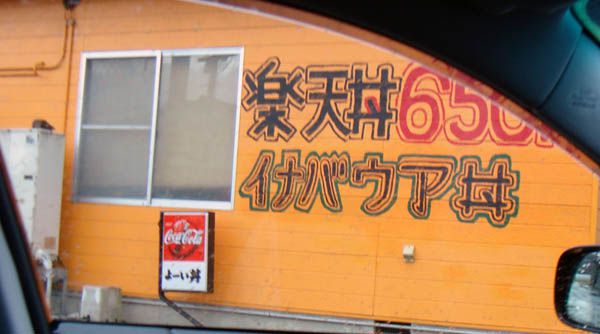 楽天丼 650円
イナバウア丼
Coca-Cola
よーい丼